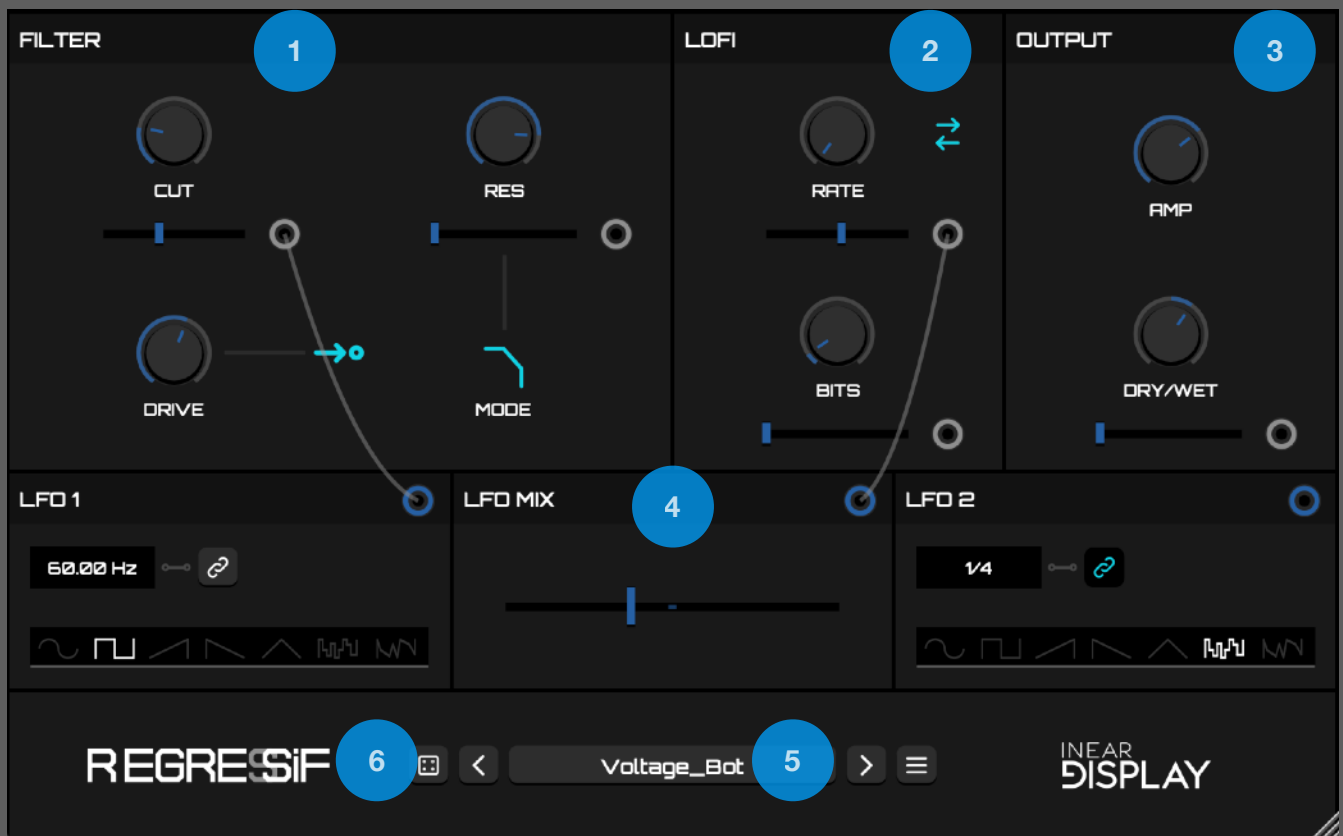 FILTER
1
LOFI
2
OUTPUT
3
CUT
RES
RATE
AMP
DRIVE
MODE
BITS
DRY/WET
LFO 1
LFO MIX
4
LFO 2
60.00 Hz
1/4
REGRESSiF
6
Voltage_Bot
5
INEAR
DISPLAY